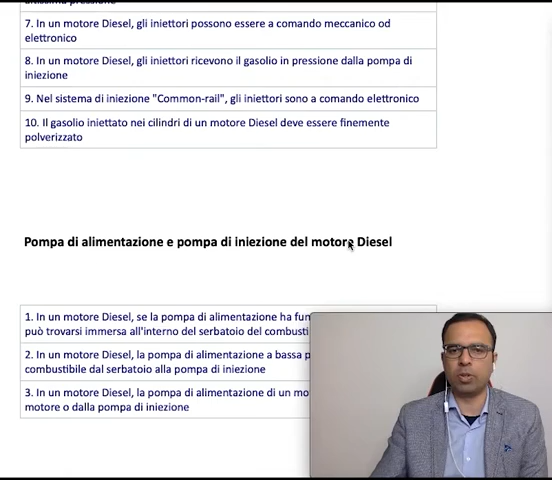 altissima pressione
7. In un motore Diesel, gli iniettori possono essere a comando meccanico od
elettronico
8. In un motore Diesel, gli iniettori ricevono il gasolio in pressione dalla pompa di
iniezione
9. Nel sistema di iniezione "Common-rail", gli iniettori sono a comando elettronico
10. Il gasolio iniettato nei cilindri di un motore Diesel deve essere finemente
polverizzato
Pompa di alimentazione e pompa di iniezione del motore Diesel
1. In un motore Diesel, se la pompa di alimentazione ha
può trovarsi immersa all'interno del serbatoio del
2. In un motore Diesel, la pompa di alimentazione a bassa
combustibile dal serbatoio alla pompa di iniezione
3. In un motore Diesel, la pompa di alimentazione di un
motore o dalla pompa di iniezione